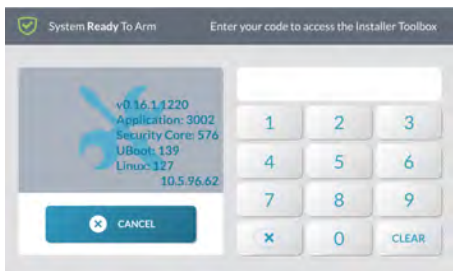 System Ready To Arm
Enter your code to access the Installer Toolbox
v0.16.1.1220
Application: 3002
Security Core: 576
UBoot: 139
Linux: 127
10.5.96.62
CANCEL
1 2 3
4 5 6
7 8 9
0 CLEAR